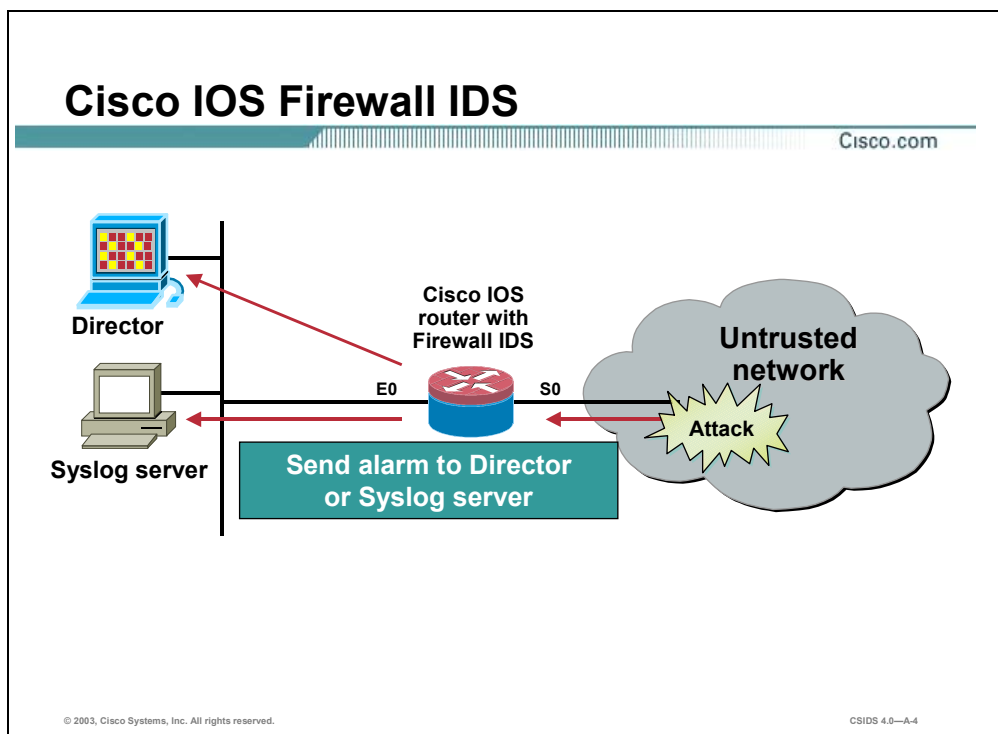 Cisco IOS Firewall IDS
Cisco.com
Director
Cisco IOS
router with
Firewall IDS
Untrusted
network
E0
S0
Attack
Syslog server
Send alarm to Director
or Syslog server
© 2003, Cisco Systems, Inc. All rights reserved.
CSIDS 4.0—A-4